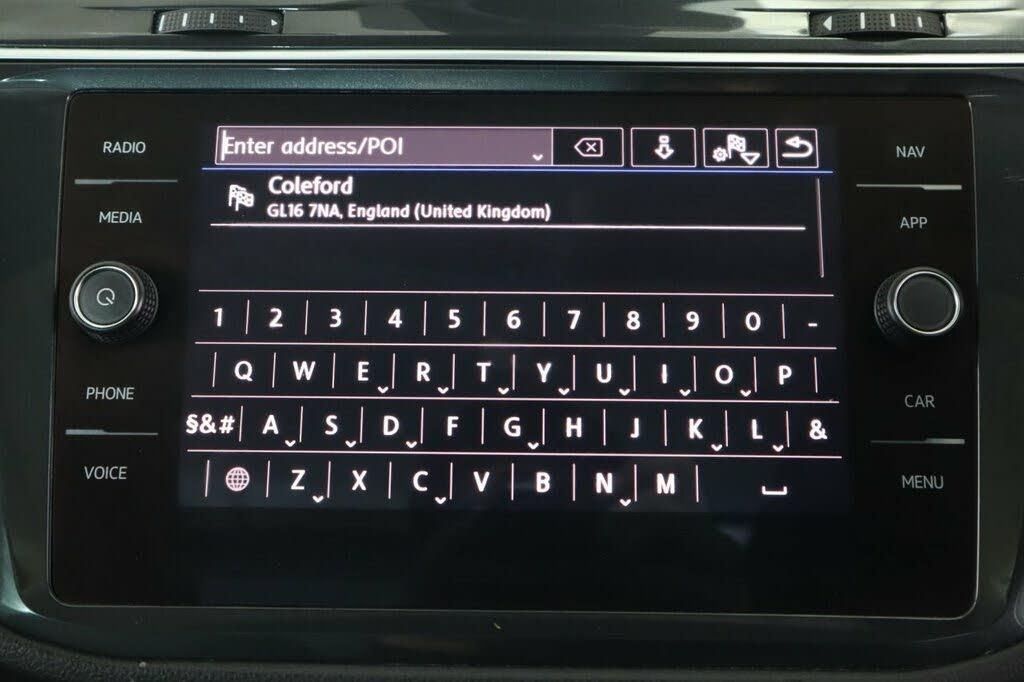 RADIO
MEDIA
PHONE
VOICE
Enter address/POI
Coleford
GL16 7NA, England (United Kingdom)
1 2 3 4 5 6 7 8 9 0 -
Q W E R T Y U I O P
§&# A S D F G H J K L &
Z X C V B N M
NAV
APP
CAR
MENU